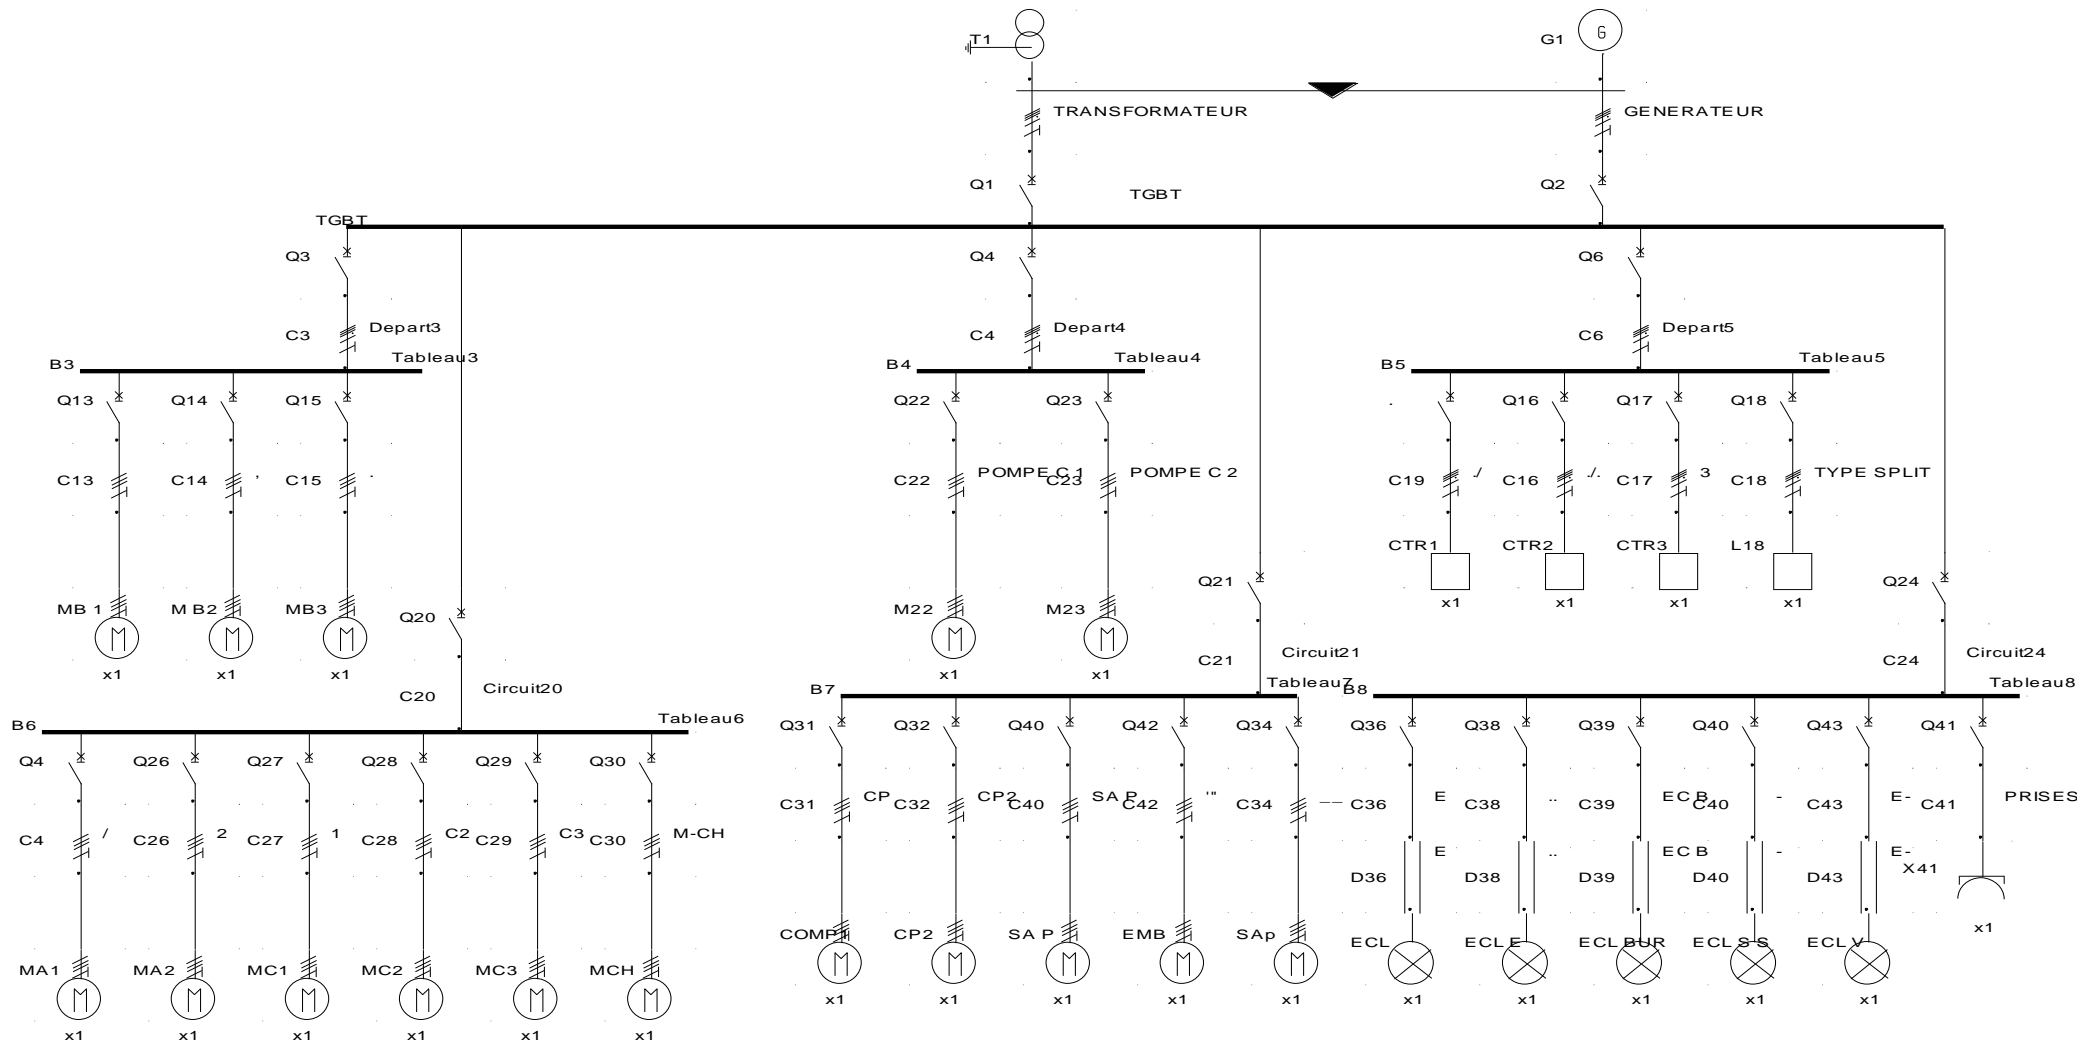 T1 G1 G
TRANSFORMATEUR GENERATEUR
Q1 TGBT Q2
TGBT
Q3 Q4 Q6
C3 Depart3 C4 Depart4 C6 Depart5
B3 Tableau3 B4 Tableau4 B5 Tableau5
Q13 Q14 Q15 Q22 Q23 . Q16 Q17 Q18
C13 C14 , C15 . C22 POMPE C 1 C23 POMPE C 2 C19 ./ C16 ./. C17 3 C18 TYPE SPLIT
CTR1 CTR2 CTR3 L18
Q21 Q24
x1 x1 x1 x1
MB 1 M B2 MB3 Q20 M22 M23
M M M M M
C21 Circuit21 C24 Circuit24
x1 x1 x1 x1 x1
C20 Circuit20 B7 Tableau7 B8 Tableau8
B6 Tableau6
Q31 Q32 Q40 Q42 Q34 Q36 Q38 Q39 Q40 Q43 Q41
Q4 Q26 Q27 Q28 Q29 Q30
C31 CP C32 CP2 C40 SA P C42 '" C34 __ C36 E C38 .. C39 EC B C40 - C43 E- C41 PRISES
C4 / C26 2 C27 1 C28 C2 C29 C3 C30 M-CH
E .. EC B - E-
D36 D38 D39 D40 D43 X41
COMP1 CP2 SA P EMB SAp ECL ECL E ECL BUR ECL S S ECL V x1
M M M M M
MA1 MA2 MC1 MC2 MC3 MCH
M M M M M M
x1 x1 x1 x1 x1 x1 x1 x1 x1 x1
x1 x1 x1 x1 x1 x1